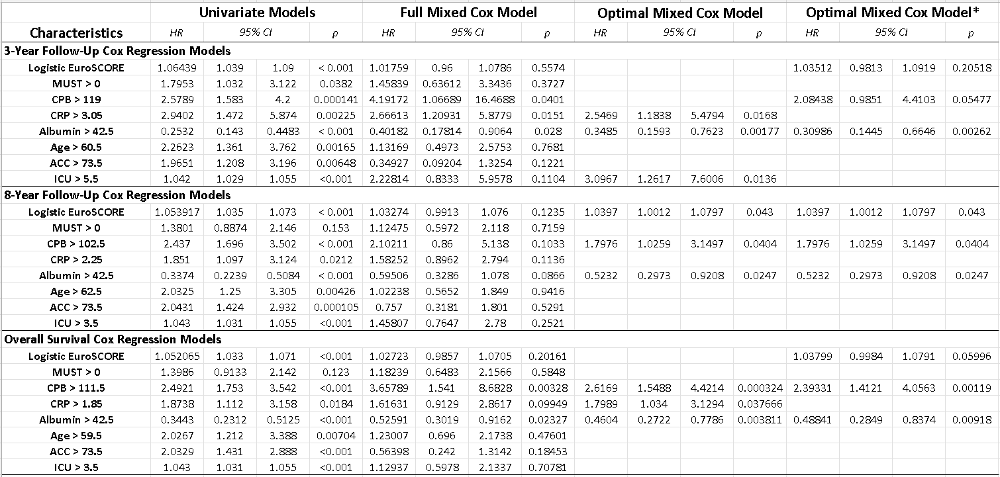 Univariate Models Full Mixed Cox Model Optimal Mixed Cox Model Optimal Mixed Cox Model*
Characteristics HR 95% CI p HR 95% CI p HR 95% CI p HR 95% CI p
3-Year Follow-Up Cox Regression Models
Logistic EuroSCORE 1.06439 1.039 1.09 < 0.001 1.01759 0.96 1.0786 0.5574 1.03512 0.9813 1.0919 0.20518
MUST > 0 1.7953 1.032 3.122 0.0382 1.45839 0.63612 3.3436 0.3727
CPB > 119 2.5789 1.583 4.2 0.000141 4.19172 1.06689 16.4688 0.0401 2.08438 0.9851 4.4103 0.05477
CRP > 3.05 2.9402 1.472 5.874 0.00225 2.66613 1.20931 5.8779 0.0151 2.5469 1.1838 5.4794 0.0168
Albumin > 42.5 0.2532 0.143 0.4483 < 0.001 0.40182 0.17814 0.9064 0.028 0.3485 0.1593 0.7623 0.00177 0.30986 0.1445 0.6646 0.00262
Age > 60.5 2.2623 1.361 3.762 0.00165 1.13169 0.4973 2.5753 0.7681
ACC > 73.5 1.9651 1.208 3.196 0.00648 0.34927 0.09204 1.3254 0.1221
ICU > 5.5 1.042 1.029 1.055 <0.001 2.22814 0.8333 5.9578 0.1104 3.0967 1.2617 7.6006 0.0136
8-Year Follow-Up Cox Regression Models
Logistic EuroSCORE 1.053917 1.035 1.073 < 0.001 1.03274 0.9913 1.076 0.1235 1.0397 1.0012 1.0797 0.043 1.0397 1.0012 1.0797 0.043
MUST > 0 1.3801 0.8874 2.146 0.153 1.12475 0.5972 2.118 0.7159
CPB > 102.5 2.437 1.696 3.502 < 0.001 2.10211 0.86 5.138 0.1033 1.7976 1.0259 3.1497 0.0404 1.7976 1.0259 3.1497 0.0404
CRP > 2.25 1.851 1.097 3.124 0.0212 1.58252 0.8962 2.794 0.1136
Albumin > 42.5 0.3374 0.2239 0.5084 < 0.001 0.59506 0.3286 1.078 0.0866 0.5232 0.2973 0.9208 0.0247 0.5232 0.2973 0.9208 0.0247
Age > 62.5 2.0325 1.25 3.305 0.00426 1.02238 0.5652 1.849 0.9416
ACC > 73.5 2.0431 1.424 2.932 0.000105 0.757 0.3181 1.801 0.5291
ICU > 3.5 1.043 1.031 1.055 <0.001 1.45807 0.7647 2.78 0.2521
Overall Survival Cox Regression Models
Logistic EuroSCORE 1.052065 1.033 1.071 <0.001 1.02723 0.9857 1.0705 0.20161 1.03799 0.9984 1.0791 0.05996
MUST > 0 1.3986 0.9133 2.142 0.123 1.18239 0.6483 2.1566 0.5848
CPB > 111.5 2.4921 1.753 3.542 <0.001 3.65789 1.541 8.6828 0.00328 2.6169 1.5488 4.4214 0.000324 2.39331 1.4121 4.0563 0.00119
CRP > 1.85 1.8738 1.112 3.158 0.0184 1.61631 0.9129 2.8617 0.09949 1.7989 1.034 3.1294 0.037666
Albumin > 42.5 0.3443 0.2312 0.5125 <0.001 0.52591 0.3019 0.9162 0.02327 0.4604 0.2722 0.7786 0.003811 0.48841 0.2849 0.8374 0.00918
Age > 59.5 2.0267 1.212 3.388 0.00704 1.23007 0.696 2.1738 0.47601
ACC > 73.5 2.0329 1.431 2.888 <0.001 0.56398 0.242 1.3142 0.18453
ICU > 3.5 1.043 1.031 1.055 <0.001 1.12937 0.5978 2.1337 0.70781